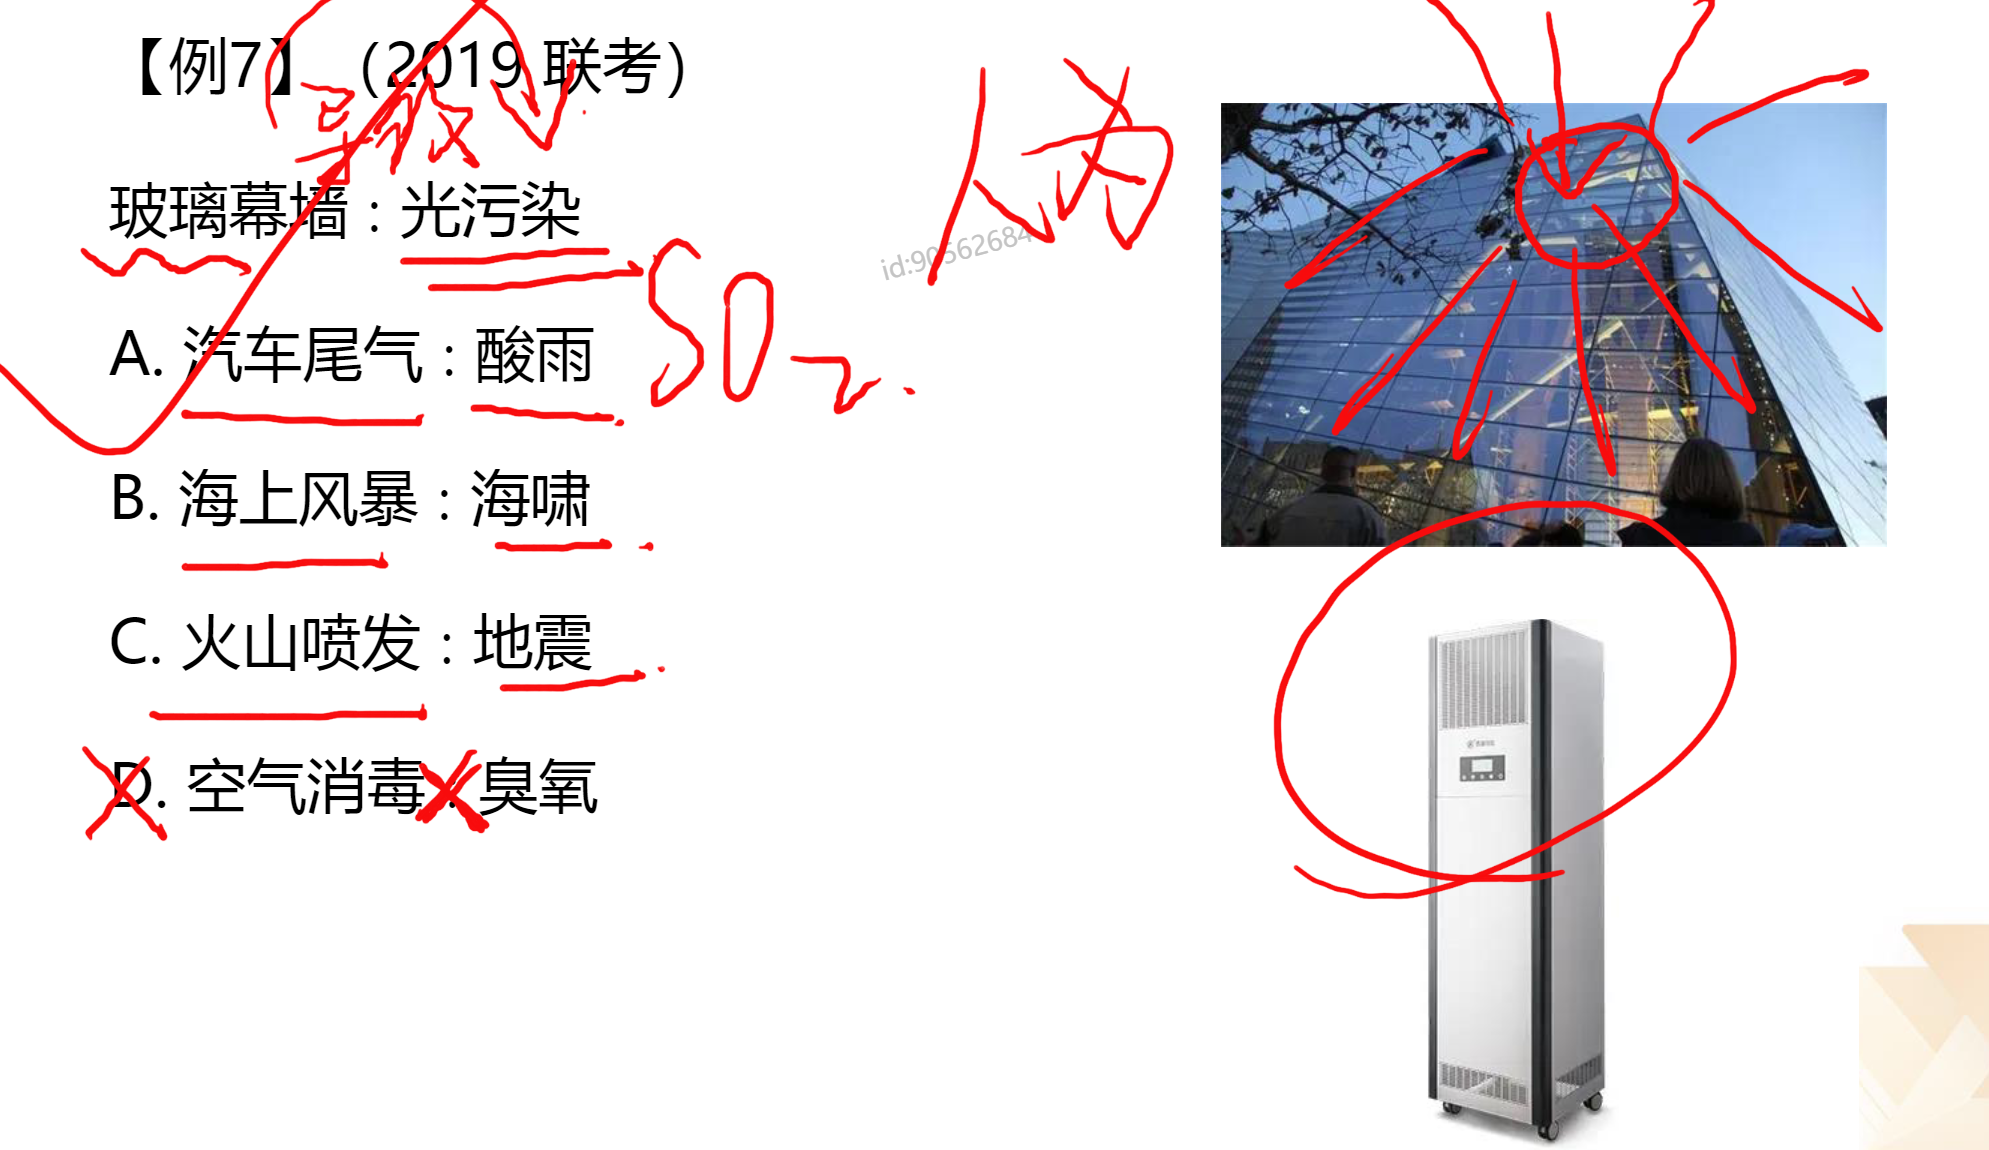 【例7】（2019 联考）
导致
人为
玻璃幕墙：光污染
id:90562684
SO₂
A. 汽车尾气：酸雨
B. 海上风暴：海啸
C. 火山喷发：地震
D. 空气消毒：臭氧